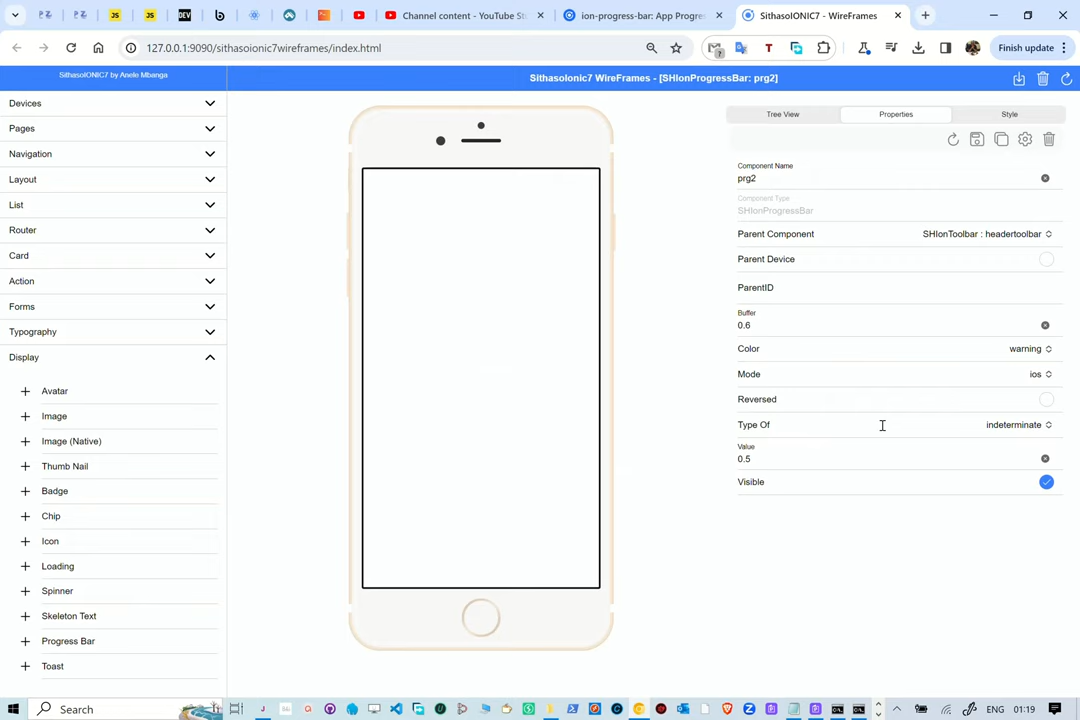 Channel content - YouTube St
ion-progress-bar: App Progres
SithasoIONIC7 - WireFrames
127.0.0.1:9090/sithasoionic7wireframes/index.html
Finish update
SithasoIONIC7 by Anele Mbanga
SithasoIonic7 WireFrames - [SHIonProgressBar: prg2]
Devices
Pages
Navigation
Layout
List
Router
Card
Action
Forms
Typography
Display
Avatar
Image
Image (Native)
Thumb Nail
Badge
Chip
Icon
Loading
Spinner
Skeleton Text
Progress Bar
Toast
Tree View
Properties
Style
Component Name
prg2
Component Type
SHIonProgressBar
Parent Component
SHIonToolbar : headertoolbar
Parent Device
ParentID
Buffer
0.6
Color
warning
Mode
ios
Reversed
Type Of
indeterminate
Value
0.5
Visible
Search
ENG
01:19